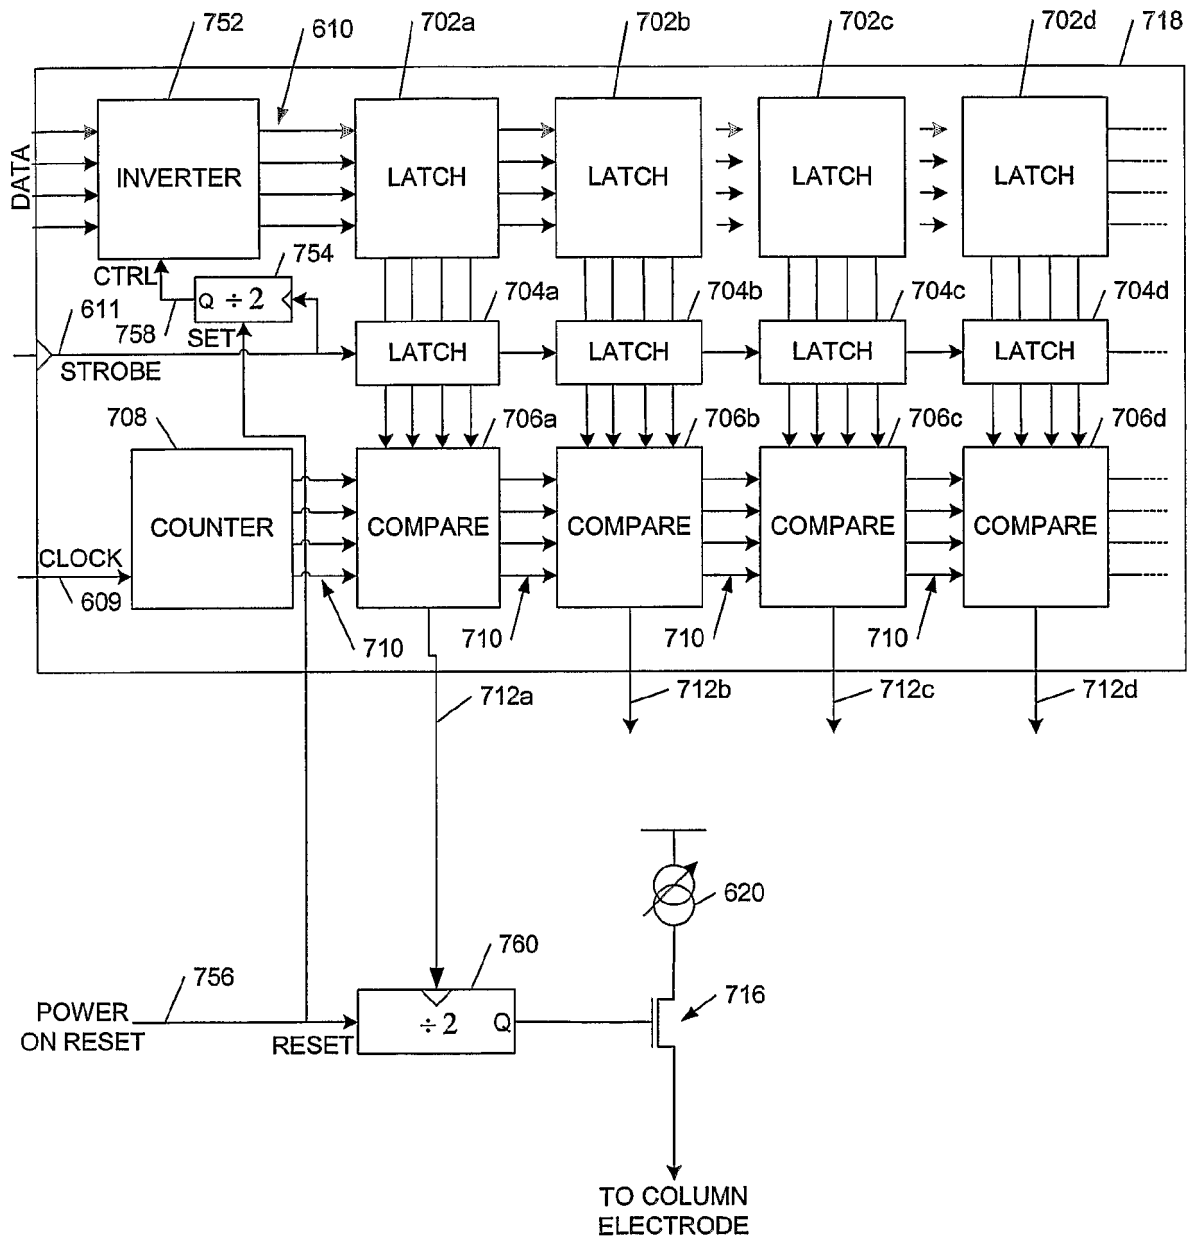 752
610
702a
702b
702c
702d
718
DATA
INVERTER
LATCH
LATCH
LATCH
LATCH
CTRL
754
Q ÷ 2
611
758
SET
STROBE
704a
704b
704c
704d
LATCH
LATCH
LATCH
LATCH
708
706a
706b
706c
706d
COUNTER
COMPARE
COMPARE
COMPARE
COMPARE
CLOCK
609
710
710
710
710
712a
712b
712c
712d
620
756
760
716
POWER
ON RESET
RESET
÷ 2 Q
TO COLUMN
ELECTRODE